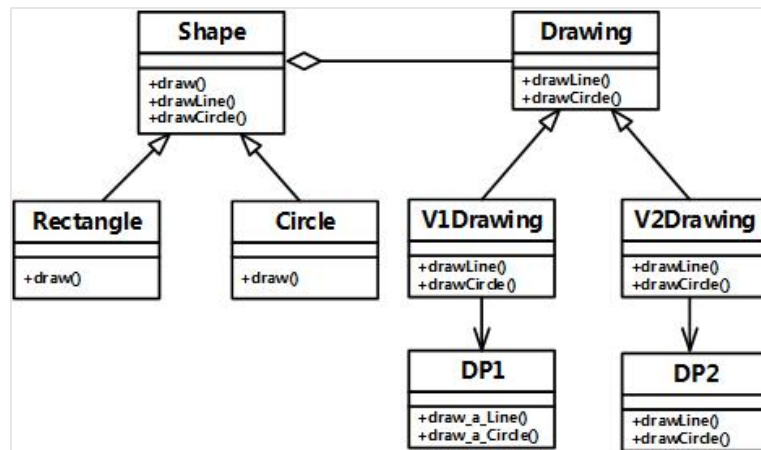 Shape
+draw()
+drawLine()
+drawCircle()
Drawing
+drawLine()
+drawCircle()
Rectangle
+draw()
Circle
+draw()
V1Drawing
+drawLine()
+drawCircle()
V2Drawing
+drawLine()
+drawCircle()
DP1
+draw_a_Line()
+draw_a_Circle()
DP2
+drawLine()
+drawCircle()